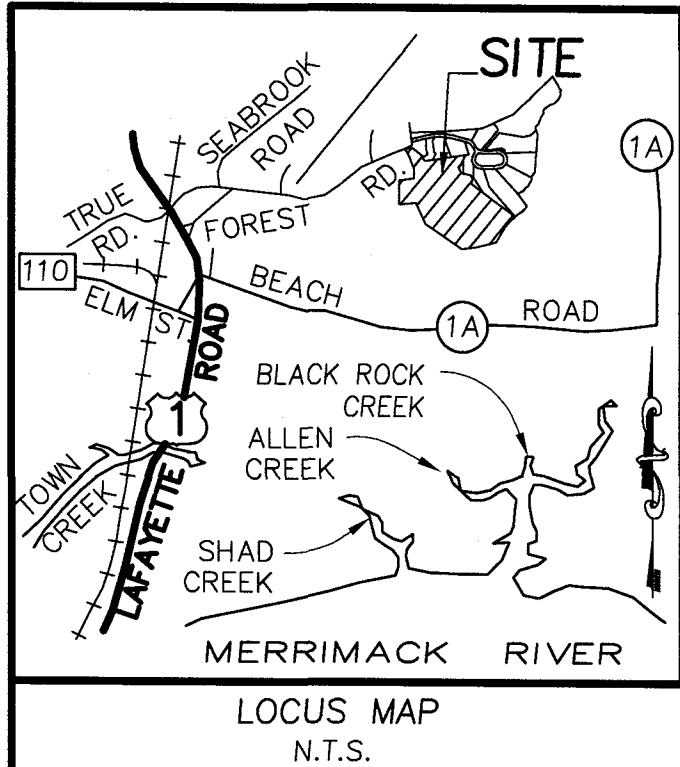 SITE
SEABROOK
ROAD
1A
TRUE
RD.
FOREST
RD.
110
ELM ST.
BEACH
1A
ROAD
ROAD
BLACK ROCK
CREEK
1
ALLEN
CREEK
TOWN
CREEK
LAFAYETTE
SHAD
CREEK
MERRIMACK RIVER
LOCUS MAP
N.T.S.